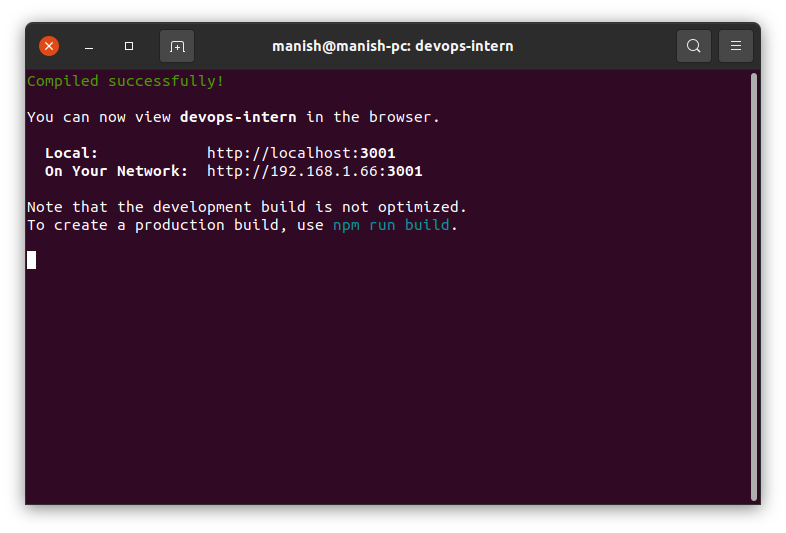 manish@manish-pc: devops-intern
Compiled successfully!
You can now view devops-intern in the browser.
Local: http://localhost:3001
On Your Network: http://192.168.1.66:3001
Note that the development build is not optimized.
To create a production build, use npm run build.